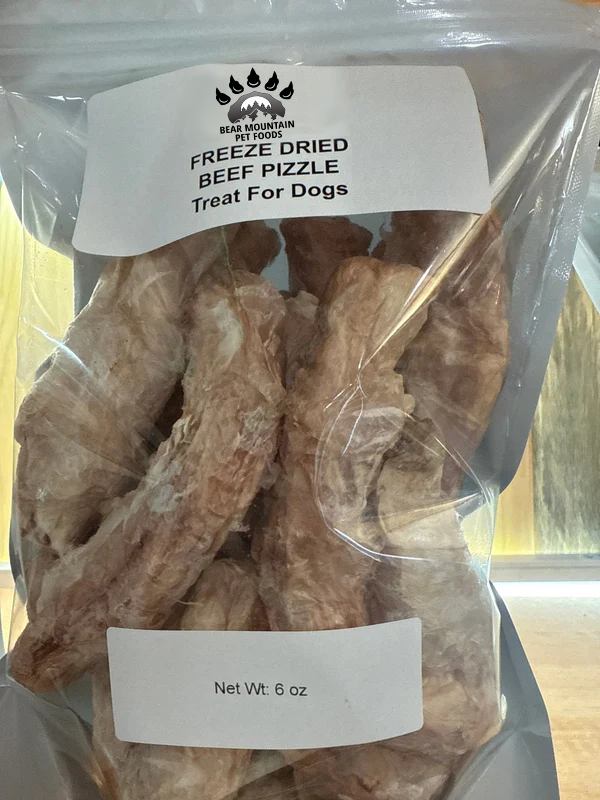 BEAR MOUNTAIN
PET FOODS
FREEZE DRIED
BEEF PIZZLE
Treat For Dogs
Net Wt: 6 oz